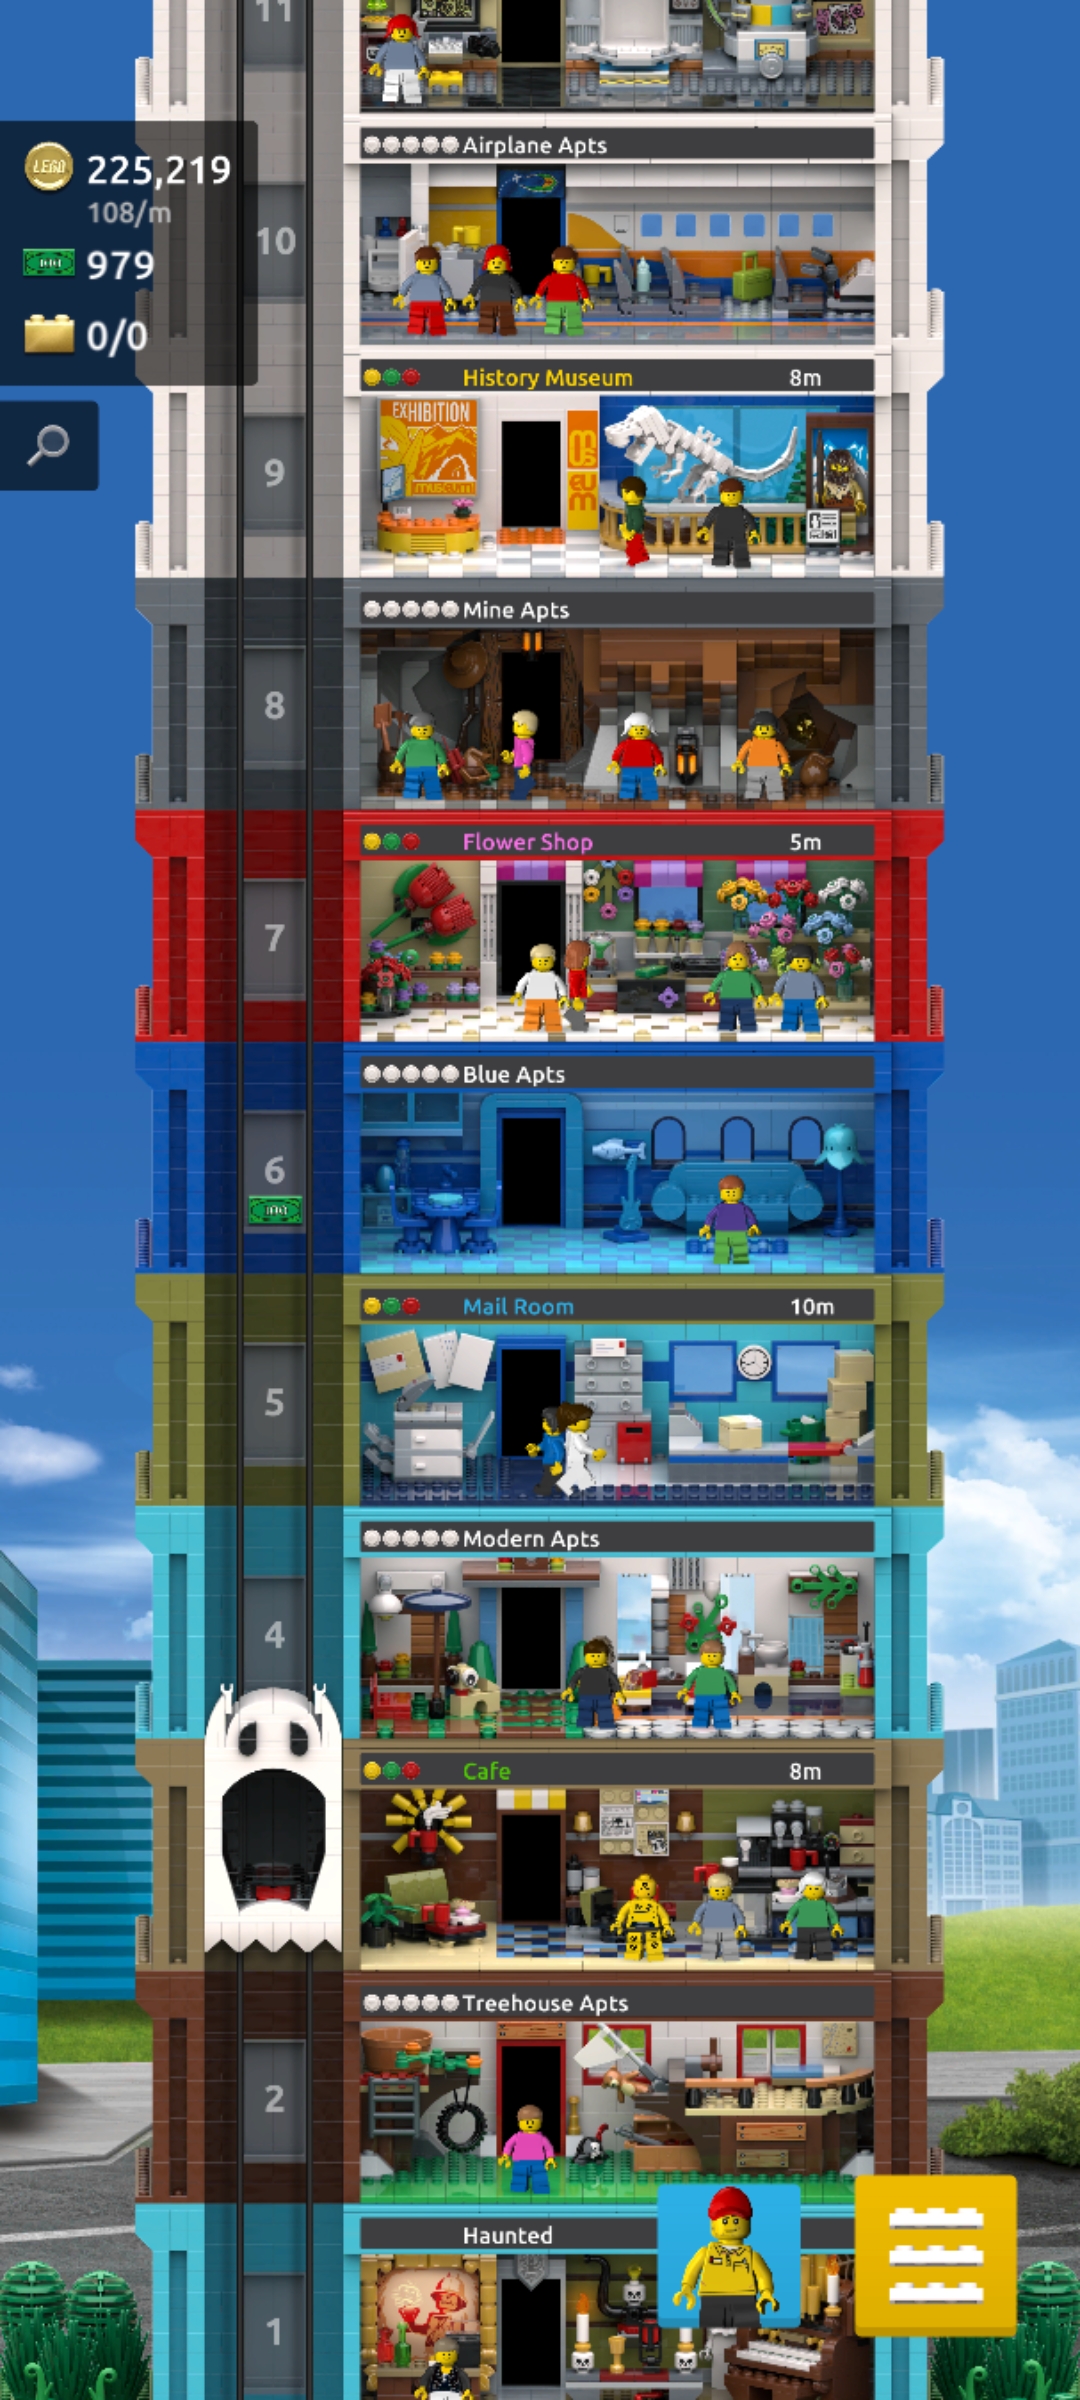 11
LEGO 225,219
108/m
979
0/0
Airplane Apts
10
History Museum 8m
EXHIBITION
museum
mus
eum
9
Mine Apts
8
Flower Shop 5m
7
Blue Apts
6
Mail Room 10m
5
Modern Apts
4
Cafe 8m
Treehouse Apts
2
Haunted
1